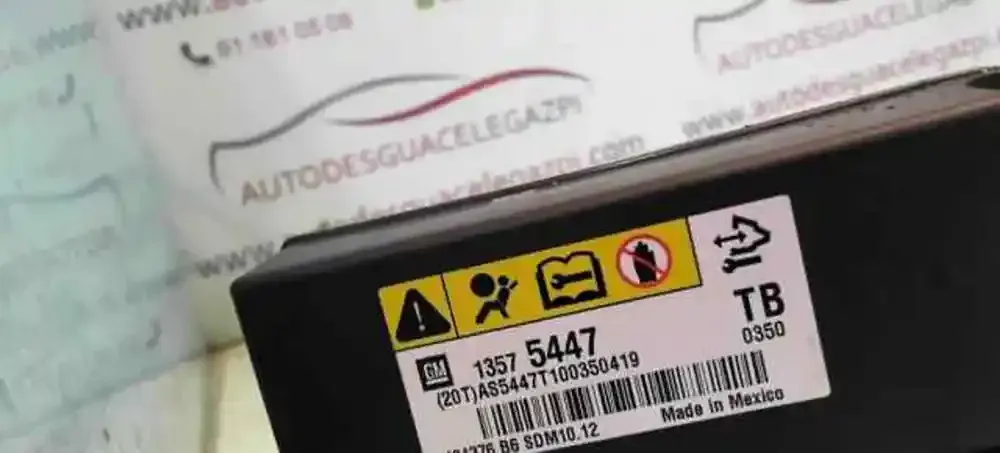 91 181 05 08
AUTODESGUACELEGAZPI
AUTODESGUACELEGAZPI
www.autodesguacelegazpi
www.autodesguacelegazpi.com
GM 1357 5447
TB
0350
(20T)AS5447T100350419
B6 SDM10.12
Made in Mexico